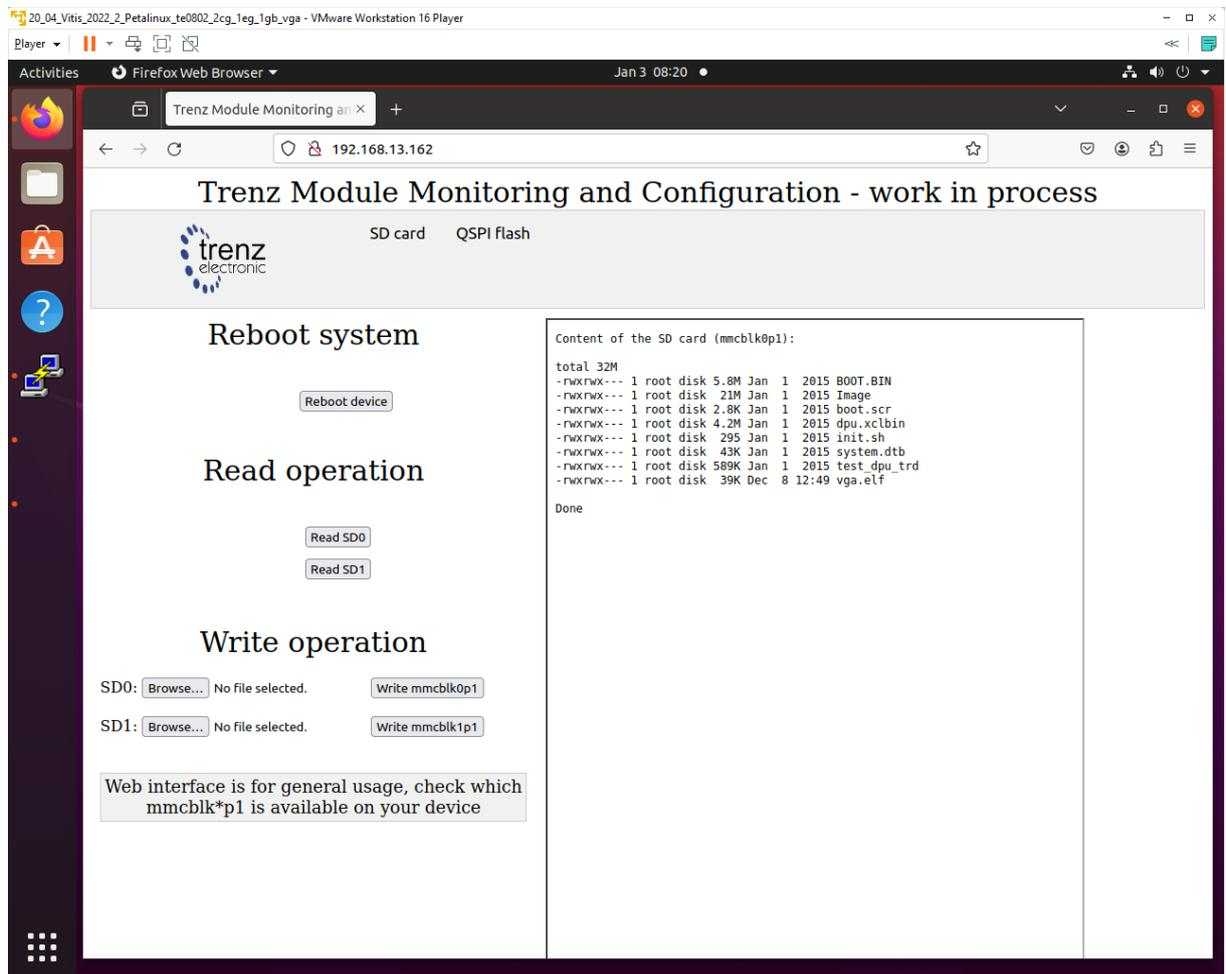 20_04_Vitis_2022_2_Petalinux_te0802_2cg_1eg_1gb_vga - VMware Workstation 16 Player
Player
Activities Firefox Web Browser Jan 3 08:20
Trenz Module Monitoring an
192.168.13.162
Trenz Module Monitoring and Configuration - work in process
trenz
electronic
SD card QSPI flash
Reboot system
Reboot device
Read operation
Read SD0
Read SD1
Write operation
SD0: Browse... No file selected. Write mmcblk0p1
SD1: Browse... No file selected. Write mmcblk1p1
Web interface is for general usage, check which
mmcblk*p1 is available on your device
Content of the SD card (mmcblk0p1):
total 32M
-rwxrwx--- 1 root disk 5.8M Jan  1  2015 BOOT.BIN
-rwxrwx--- 1 root disk  21M Jan  1  2015 Image
-rwxrwx--- 1 root disk 2.8K Jan  1  2015 boot.scr
-rwxrwx--- 1 root disk 4.2M Jan  1  2015 dpu.xclbin
-rwxrwx--- 1 root disk  295 Jan  1  2015 init.sh
-rwxrwx--- 1 root disk  43K Jan  1  2015 system.dtb
-rwxrwx--- 1 root disk 589K Jan  1  2015 test_dpu_trd
-rwxrwx--- 1 root disk  39K Dec  8 12:49 vga.elf
Done